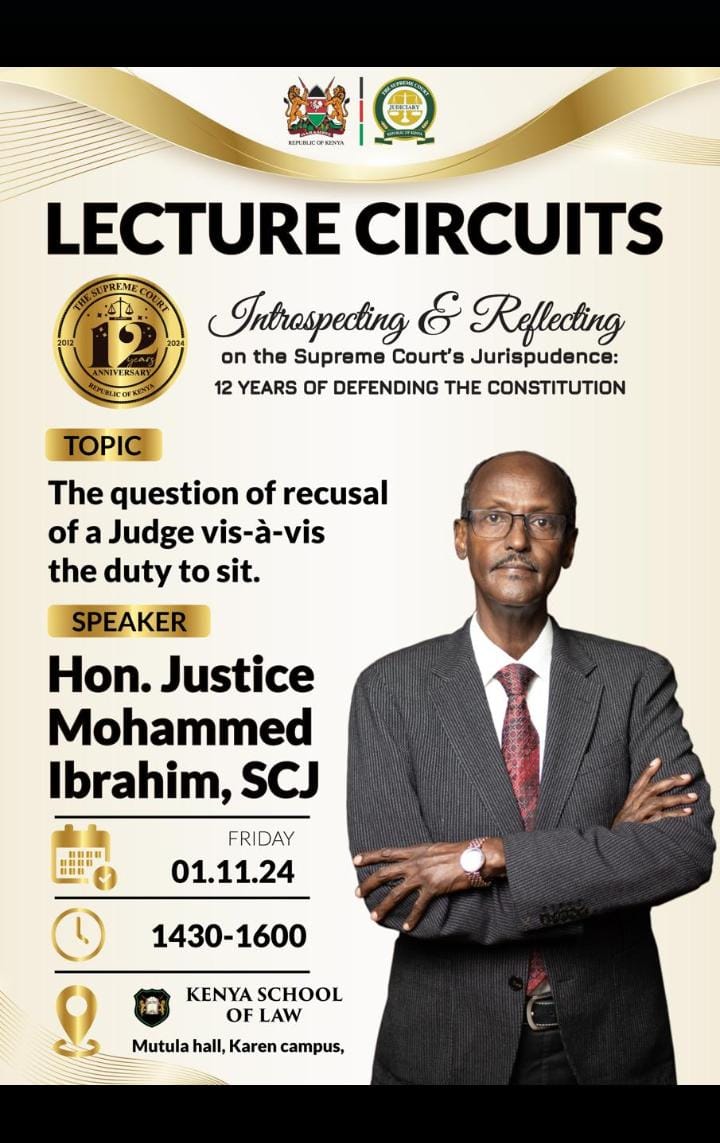 REPUBLIC OF KENYA
THE SUPREME COURT
JUDICIARY
REPUBLIC OF KENYA
LECTURE CIRCUITS
THE SUPREME COURT
2012
12
years
2024
ANNIVERSARY
REPUBLIC OF KENYA
Introspecting & Reflecting
on the Supreme Court's Jurispudence:
12 YEARS OF DEFENDING THE CONSTITUTION
TOPIC
The question of recusal
of a Judge vis-à-vis
the duty to sit.
SPEAKER
Hon. Justice
Mohammed
Ibrahim, SCJ
FRIDAY
01.11.24
1430-1600
KENYA SCHOOL
OF LAW
Mutula hall, Karen campus,